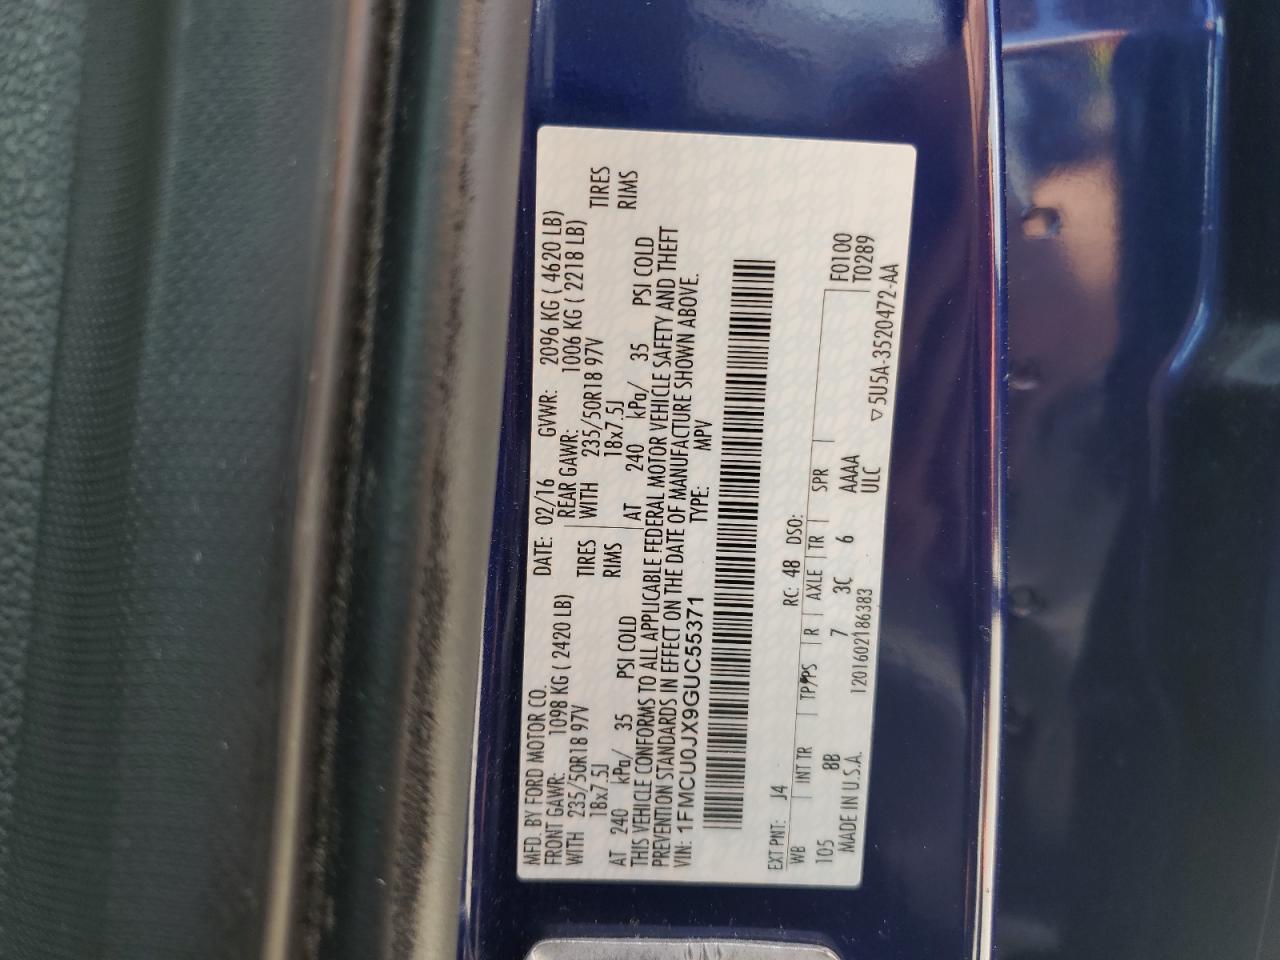 MFD. BY FORD MOTOR CO. DATE: 02/16 GVWR: 2096 KG ( 4620 LB)
FRONT GAWR: 1098 KG ( 2420 LB) REAR GAWR: 1006 KG ( 2218 LB)
WITH 235/50R18 97V TIRES WITH 235/50R18 97V TIRES
18x7.5J RIMS 18x7.5J RIMS
AT 240 kPa/ 35 PSI COLD AT 240 kPa/ 35 PSI COLD
THIS VEHICLE CONFORMS TO ALL APPLICABLE FEDERAL MOTOR VEHICLE SAFETY AND THEFT
PREVENTION STANDARDS IN EFFECT ON THE DATE OF MANUFACTURE SHOWN ABOVE.
VIN: 1FMCU0JX9GUC55371 TYPE: MPV
EXT PNT: J4 RC: 48 DSO:
WB INT TR TP/PS R AXLE TR SPR F0100
105 8B 7 3C 6 AAAA T0289
MADE IN U.S.A. 1201602186383 ULC ▽5U5A-3520472-AA